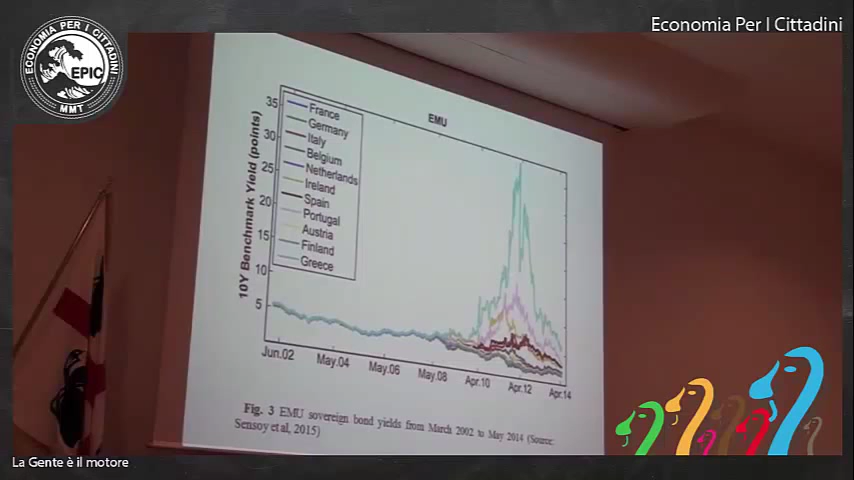 Economia Per I Cittadini
ECONOMIA PER I CITTADINI
EPIC
MMT
EMU
10Y Benchmark Yield (points)
35
30
25
20
15
10
5
France
Germany
Italy
Belgium
Netherlands
Ireland
Spain
Portugal
Austria
Finland
Greece
Jun.02 May.04 May.06 May.08 Apr.10 Apr.12 Apr.14
Fig. 3 EMU sovereign bond yields from March 2002 to May 2014 (Source:
Sensoy et al, 2015)
La Gente è il motore